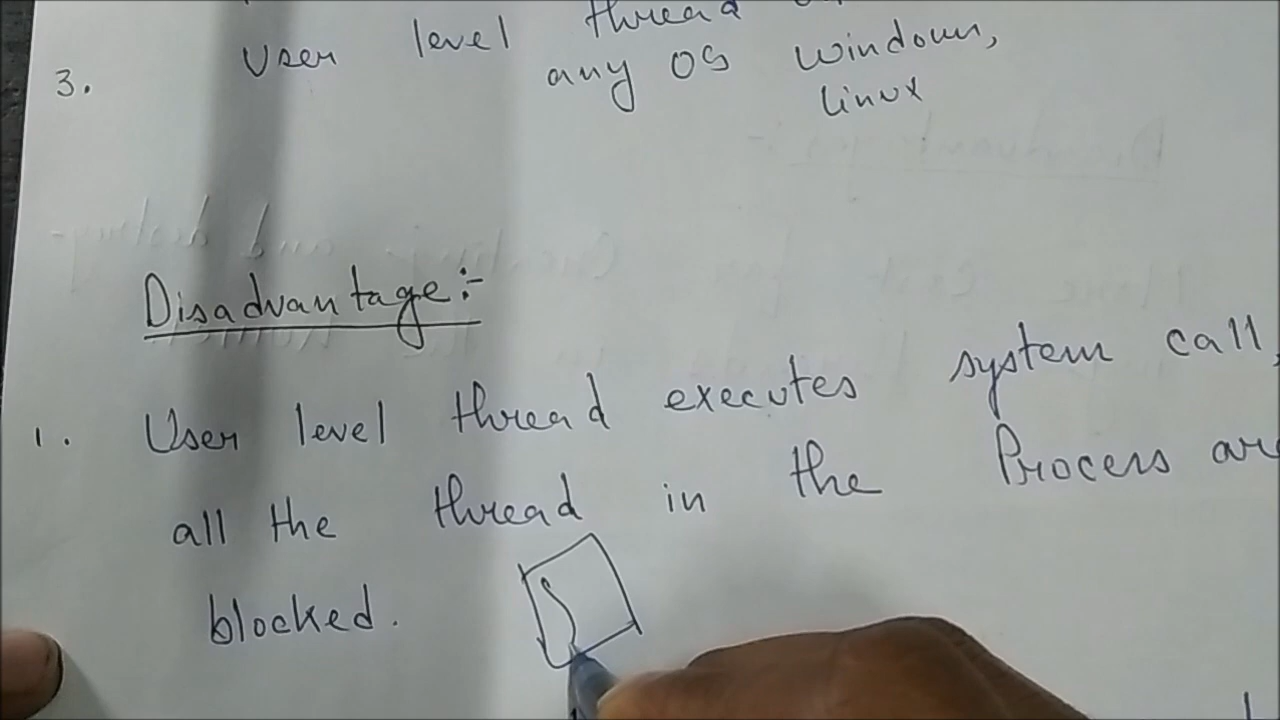 User level thread
3. any OS windows,
linux
Disadvantage:-
1. User level thread executes system call,
all the thread in the Process are
blocked.